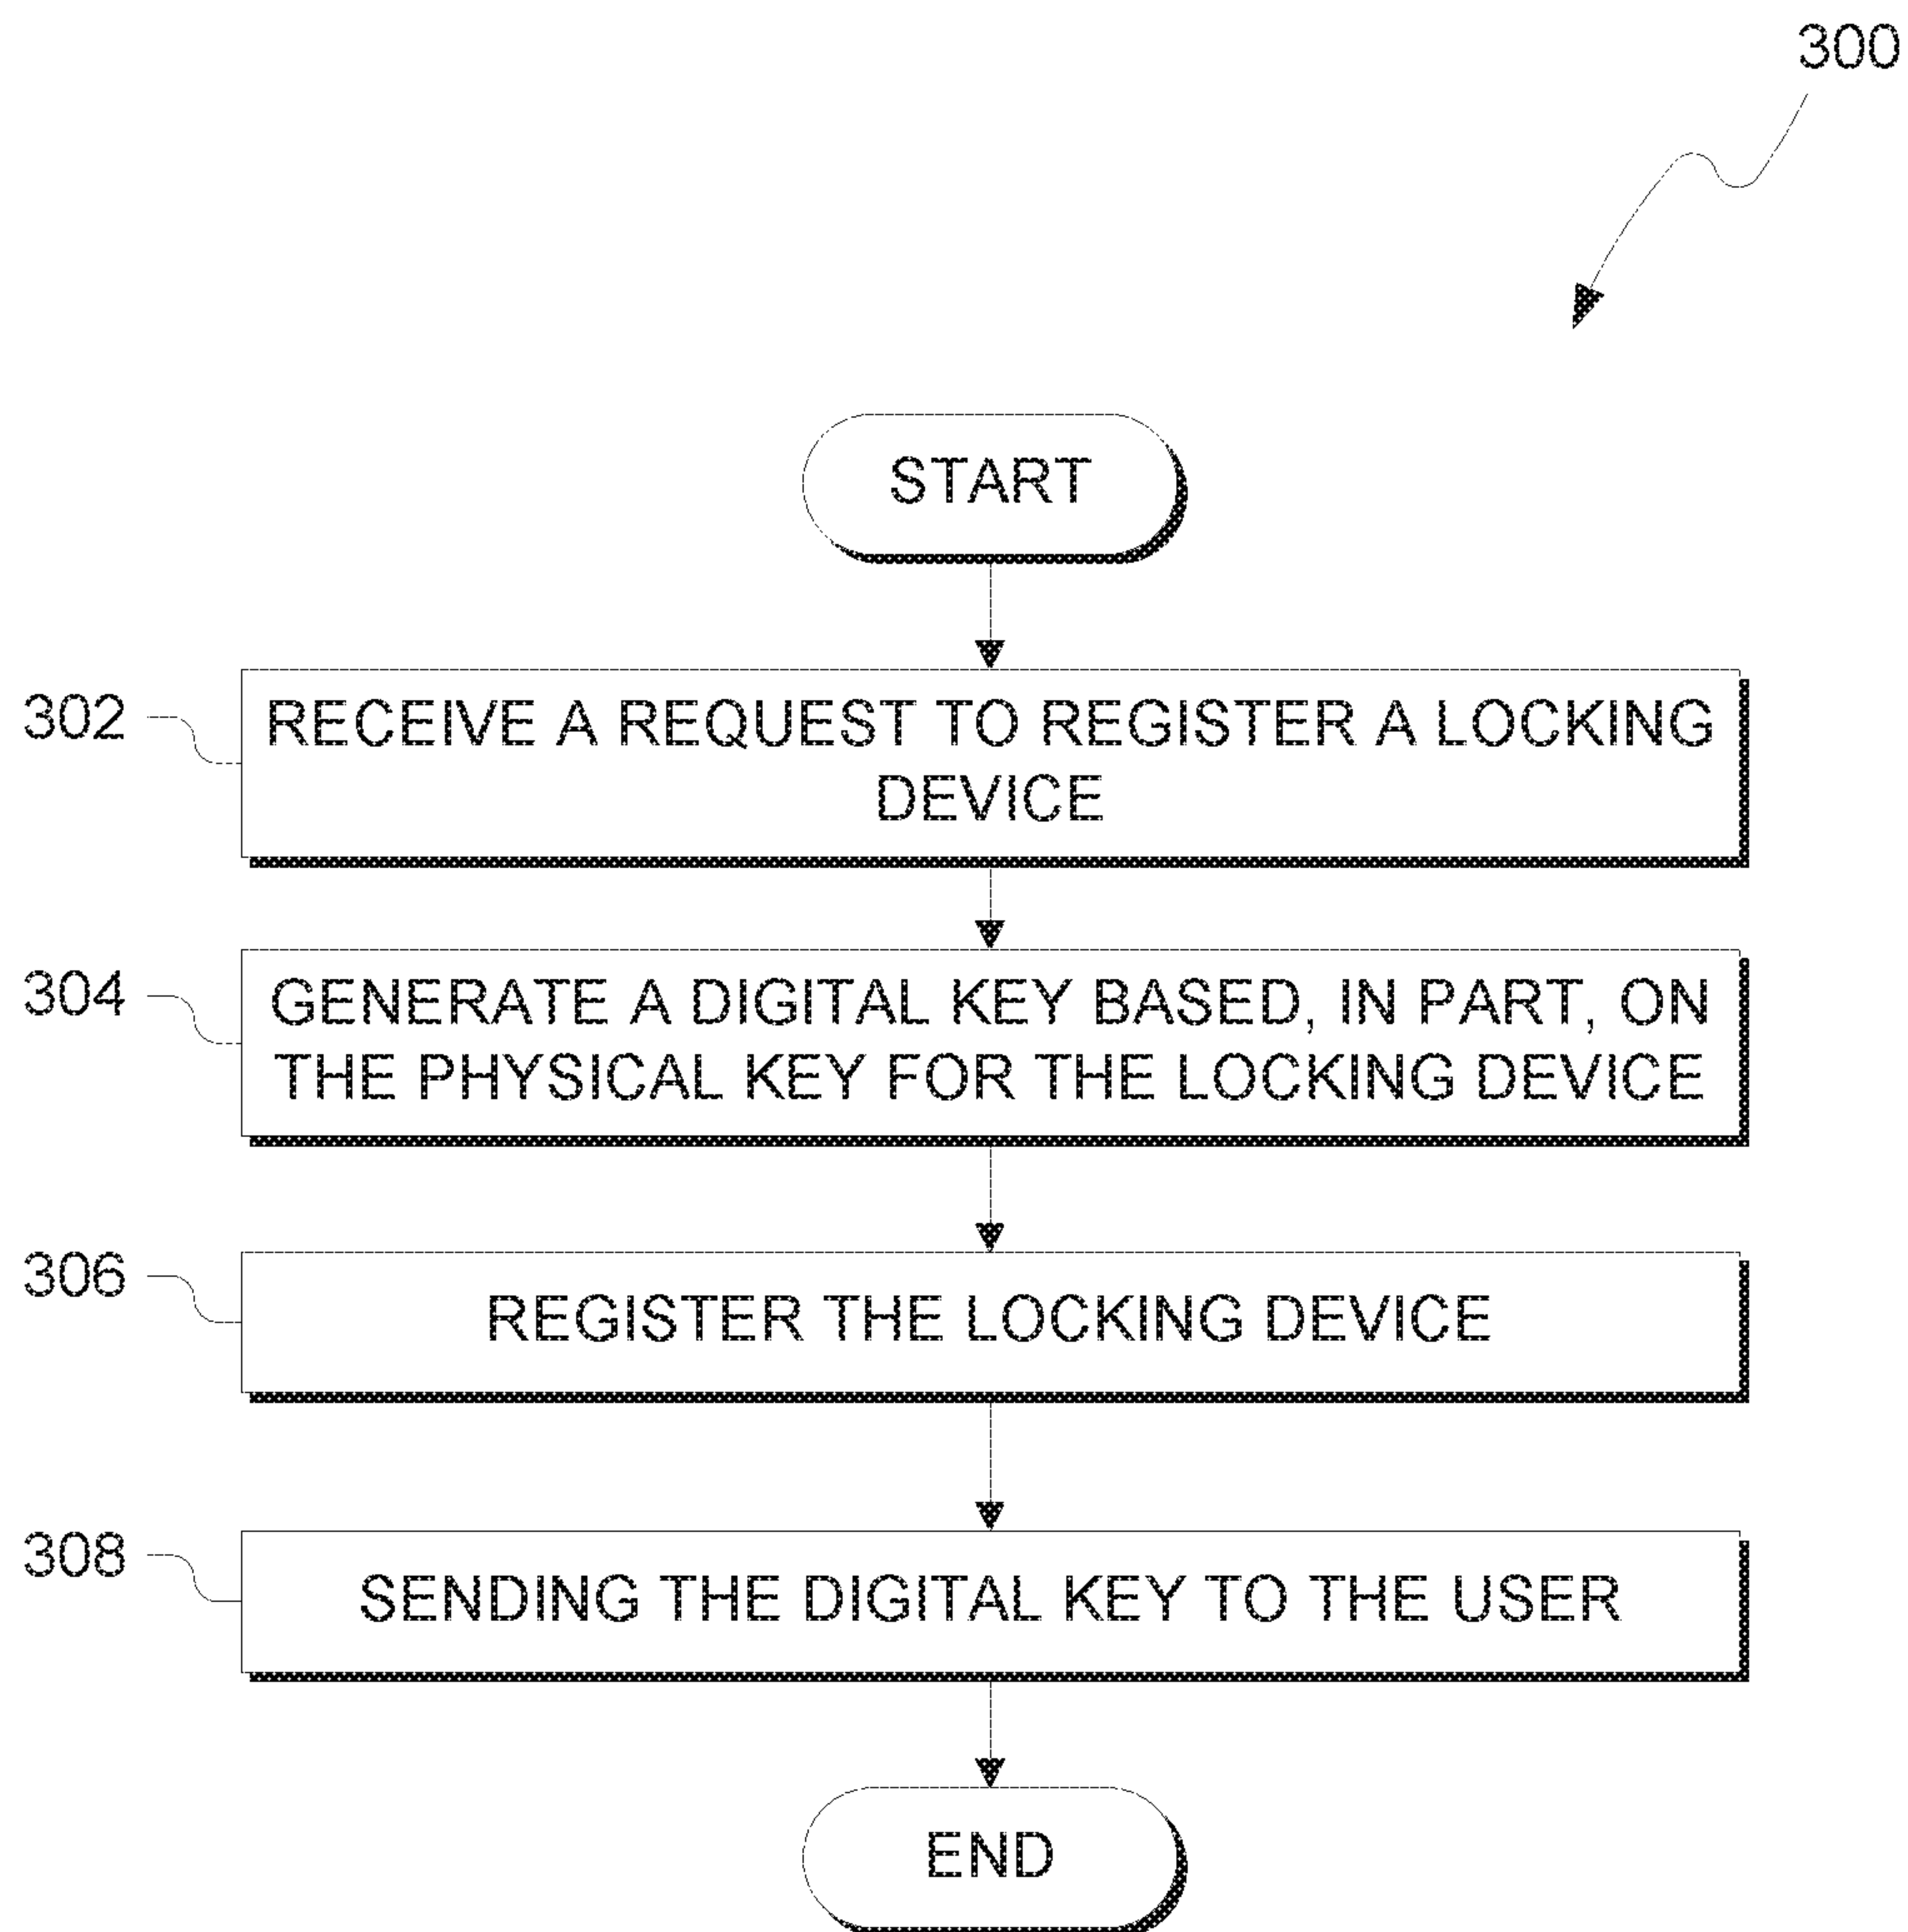 300
START
302
RECEIVE A REQUEST TO REGISTER A LOCKING
DEVICE
304
GENERATE A DIGITAL KEY BASED, IN PART, ON
THE PHYSICAL KEY FOR THE LOCKING DEVICE
306
REGISTER THE LOCKING DEVICE
308
SENDING THE DIGITAL KEY TO THE USER
END